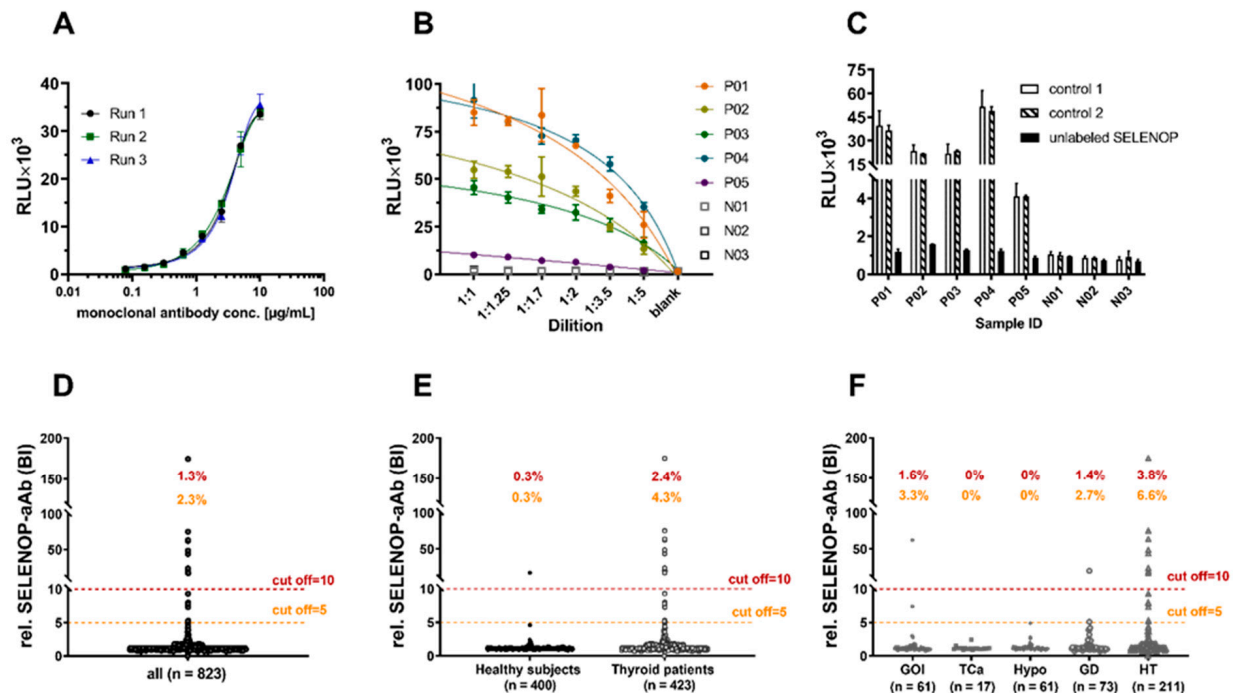 A
RLU×10³
40
30
20
10
0
Run 1
Run 2
Run 3
0.01
0.1
1
10
100
monoclonal antibody conc. [µg/mL]
B
RLU×10³
100
75
50
25
0
1:1
1:1.25
1:1.7
1:2
1:3.5
1:5
blank
Dilition
P01
P02
P03
P04
P05
N01
N02
N03
C
RLU×10³
75
60
45
30
15
6
4
2
0
control 1
control 2
unlabeled SELENOP
P01
P02
P03
P04
P05
N01
N02
N03
Sample ID
D
rel. SELENOP-aAb (BI)
200
150
100
50
10
5
0
1.3%
2.3%
cut off=10
cut off=5
all (n = 823)
E
rel. SELENOP-aAb (BI)
200
150
100
50
10
5
0
0.3% 2.4%
0.3% 4.3%
cut off=10
cut off=5
Healthy subjects Thyroid patients
(n = 400) (n = 423)
F
rel. SELENOP-aAb (BI)
200
150
100
50
10
5
0
1.6% 0% 0% 1.4% 3.8%
3.3% 0% 0% 2.7% 6.6%
cut off=10
cut off=5
GOI TCa Hypo GD HT
(n = 61) (n = 17) (n = 61) (n = 73) (n = 211)